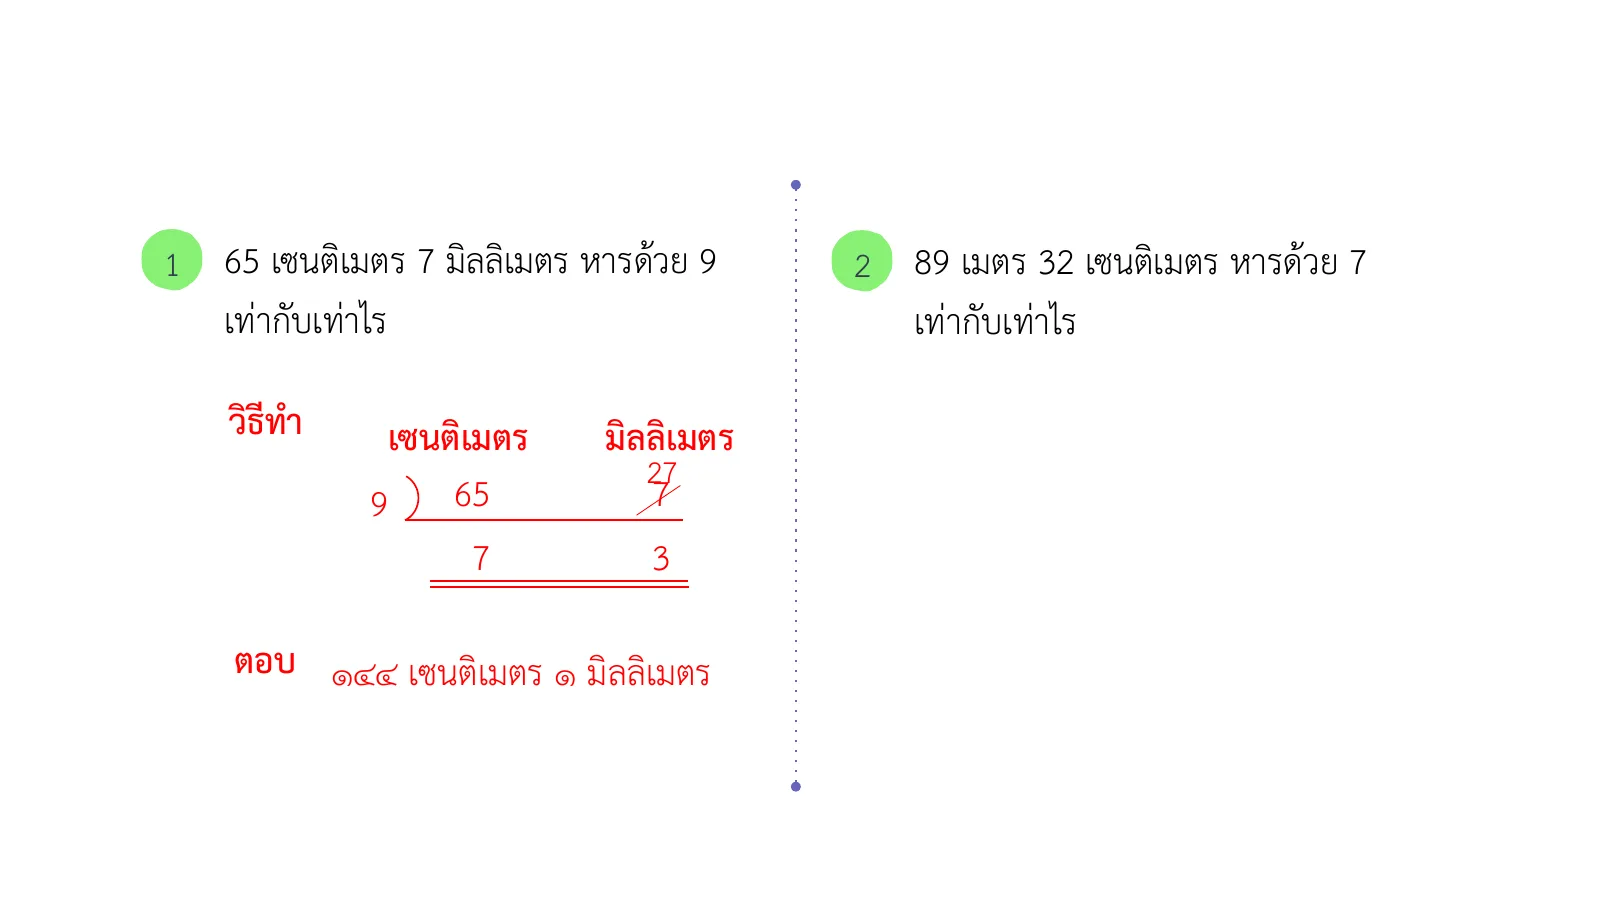 1
65 เซนติเมตร 7 มิลลิเมตร หารด้วย 9
เท่ากับเท่าไร
วิธีทำ
เซนติเมตร มิลลิเมตร
27
9 65 7
7 3
ตอบ ๑๔๔ เซนติเมตร ๑ มิลลิเมตร
2
89 เมตร 32 เซนติเมตร หารด้วย 7
เท่ากับเท่าไร